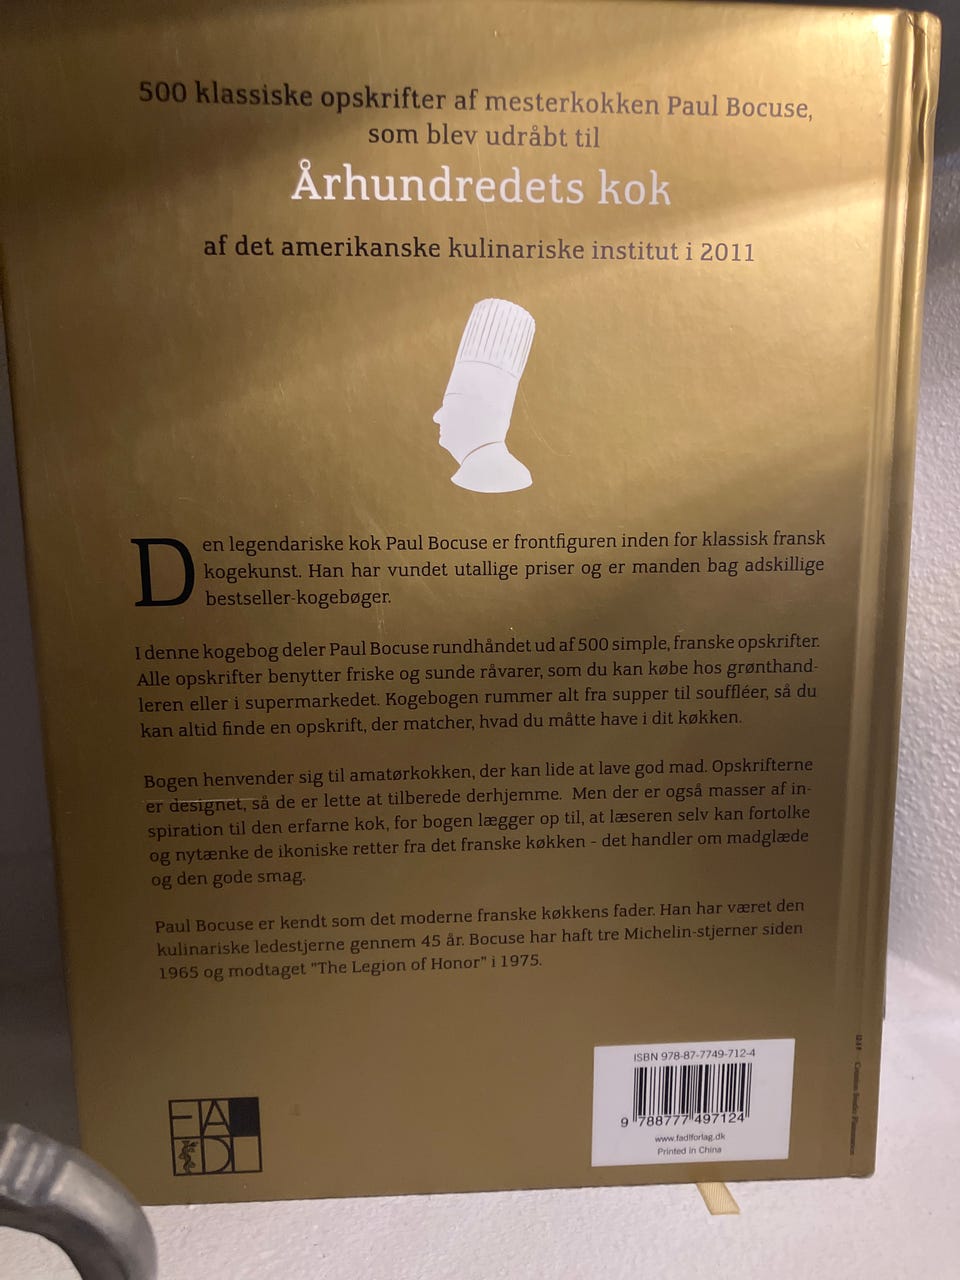 500 klassiske opskrifter af mesterkokken Paul Bocuse,
som blev udråbt til
Århundredets kok
af det amerikanske kulinariske institut i 2011
Den legendariske kok Paul Bocuse er frontfiguren inden for klassisk fransk
kogekunst. Han har vundet utallige priser og er manden bag adskillige
bestseller-kogebøger.
I denne kogebog deler Paul Bocuse rundhåndet ud af 500 simple, franske opskrifter.
Alle opskrifter benytter friske og sunde råvarer, som du kan købe hos grønthand-
leren eller i supermarkedet. Kogebogen rummer alt fra supper til souffléer, så du
kan altid finde en opskrift, der matcher, hvad du måtte have i dit køkken.
Bogen henvender sig til amatørkokken, der kan lide at lave god mad. Opskrifterne
er designet, så de er lette at tilberede derhjemme. Men der er også masser af in-
spiration til den erfarne kok, for bogen lægger op til, at læseren selv kan fortolke
og nytænke de ikoniske retter fra det franske køkken - det handler om madglæde
og den gode smag.
Paul Bocuse er kendt som det moderne franske køkkens fader. Han har været den
kulinariske ledestjerne gennem 45 år. Bocuse har haft tre Michelin-stjerner siden
1965 og modtaget "The Legion of Honor" i 1975.
FADL
ISBN 978-87-7749-712-4
9 788777 497124
www.fadlforlag.dk
Printed in China